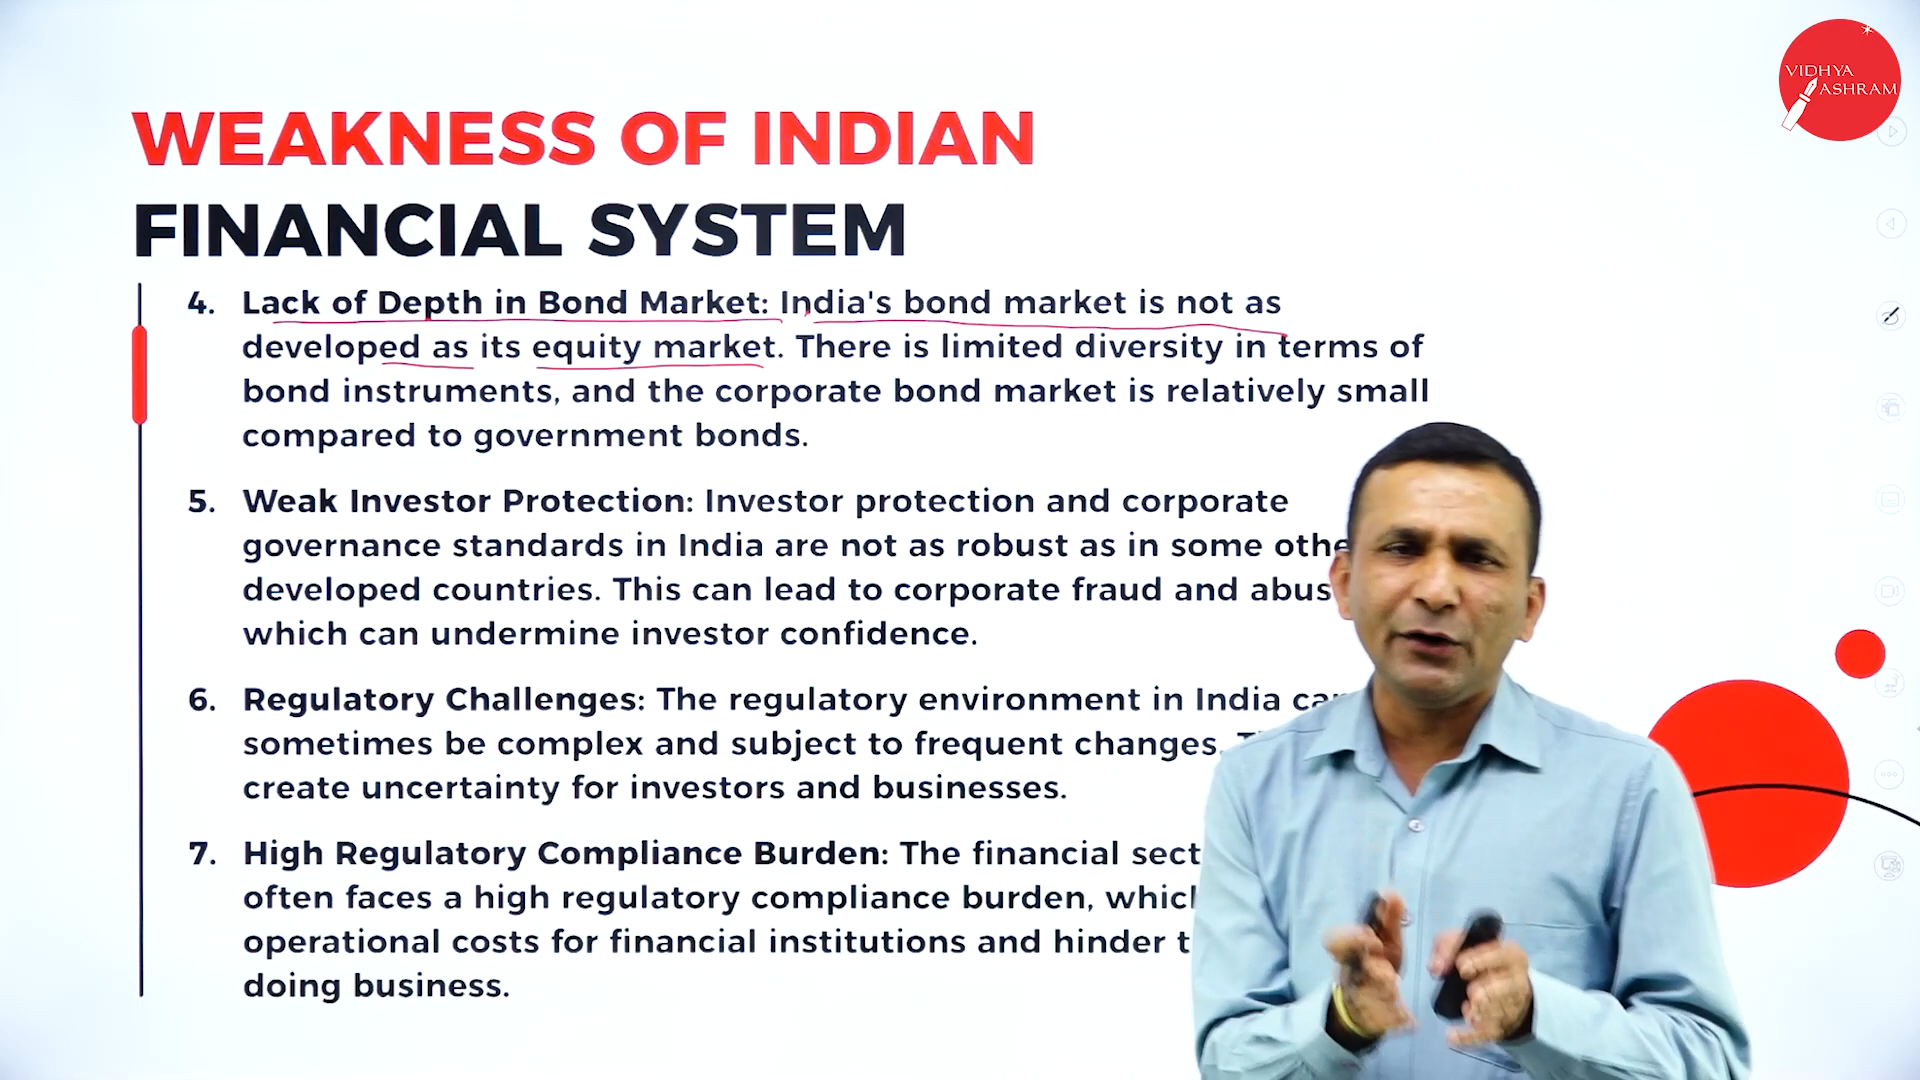 VIDHYA
ASHRAM
WEAKNESS OF INDIAN
FINANCIAL SYSTEM
4. Lack of Depth in Bond Market: India's bond market is not as
developed as its equity market. There is limited diversity in terms of
bond instruments, and the corporate bond market is relatively small
compared to government bonds.
5. Weak Investor Protection: Investor protection and corporate
governance standards in India are not as robust as in some
developed countries. This can lead to corporate fraud and
which can undermine investor confidence.
6. Regulatory Challenges: The regulatory environment in India
sometimes be complex and subject to frequent changes.
create uncertainty for investors and businesses.
7. High Regulatory Compliance Burden: The financial
often faces a high regulatory compliance burden,
operational costs for financial institutions and hinder
doing business.